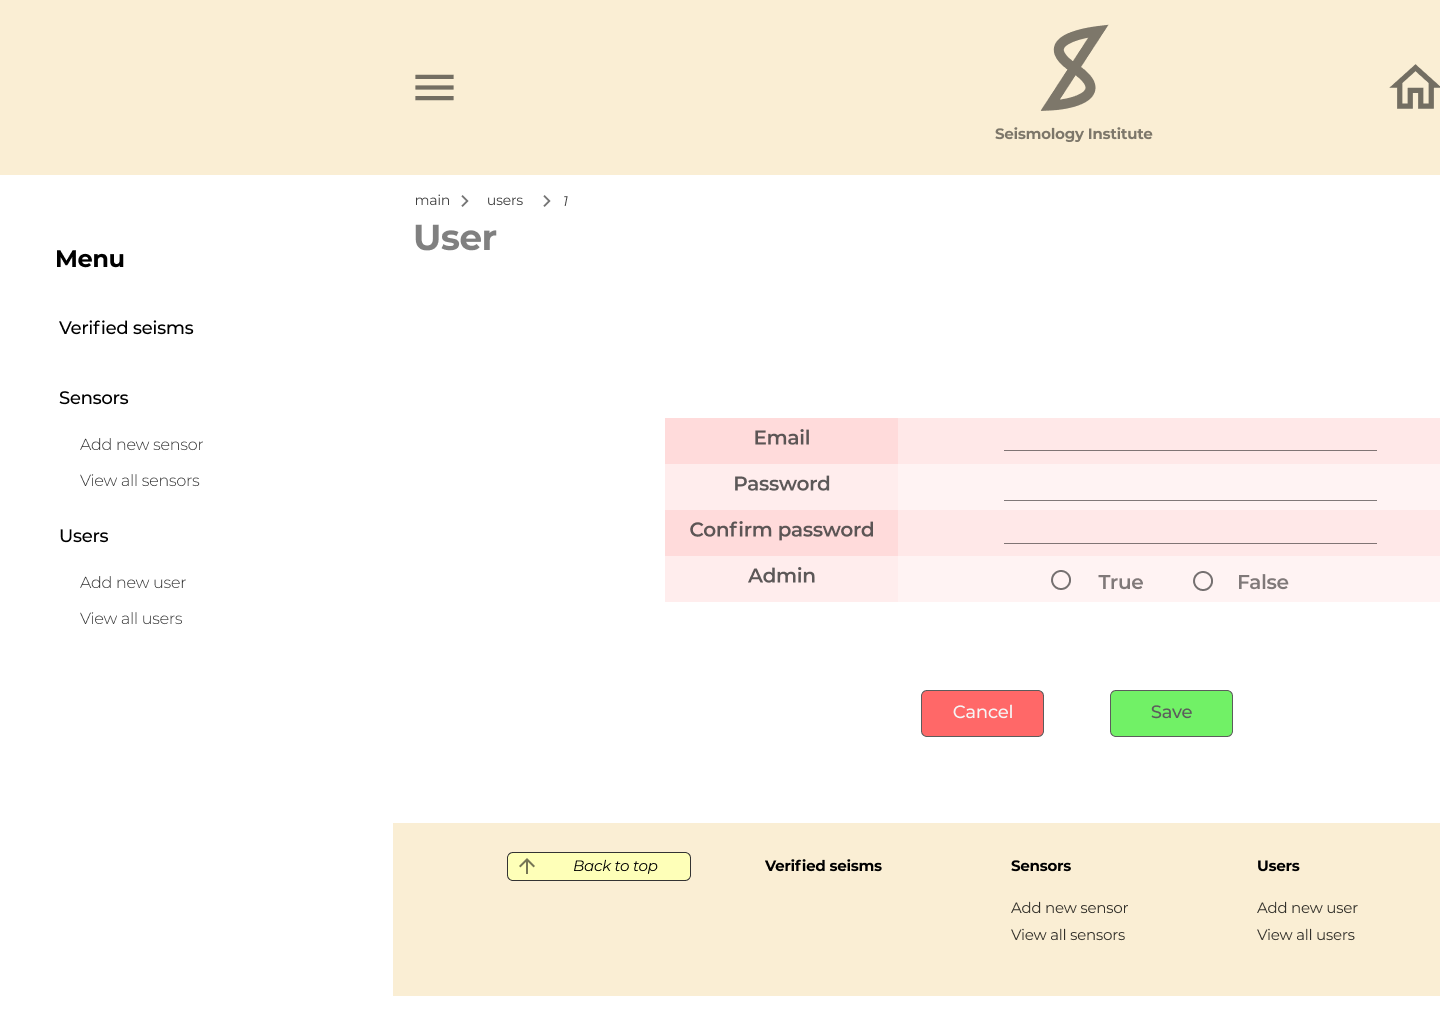 Seismology Institute
main
users
1
User
Menu
Verified seisms
Sensors
Add new sensor
View all sensors
Users
Add new user
View all users
Email
Password
Confirm password
Admin
True
False
Cancel
Save
Back to top
Verified seisms
Sensors
Add new sensor
View all sensors
Users
Add new user
View all users